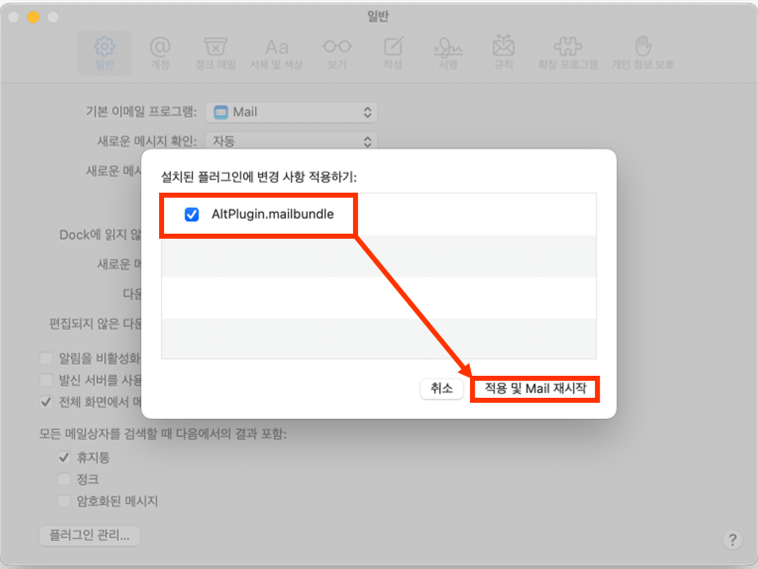 일반
일반
계정
정크 메일
서체 및 색상
보기
작성
서명
규칙
확장 프로그램
개인 정보 보호
기본 이메일 프로그램: Mail
새로운 메시지 확인: 자동
새로운 메시
설치된 플러그인에 변경 사항 적용하기:
AltPlugin.mailbundle
Dock에 읽지 않
새로운 메
다운
편집되지 않은 다운
알림을 비활성화
발신 서버를 사용
전체 화면에서 메
취소
적용 및 Mail 재시작
모든 메일상자를 검색할 때 다음에서의 결과 포함:
휴지통
정크
암호화된 메시지
플러그인 관리...
?